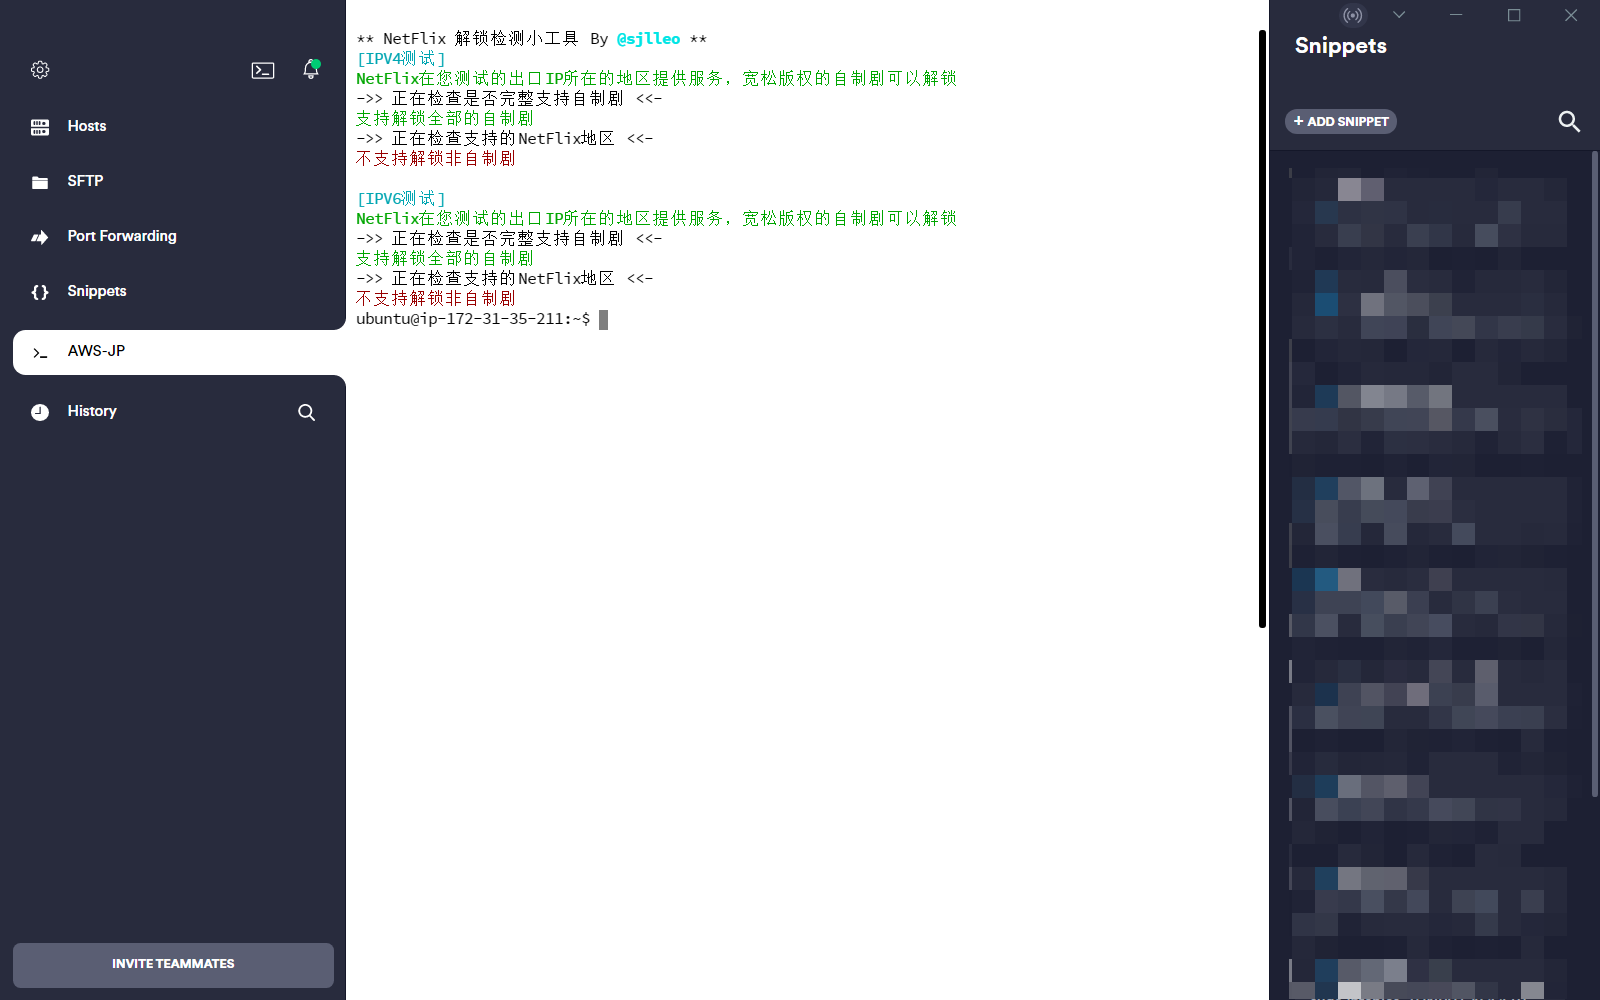 Hosts
SFTP
Port Forwarding
Snippets
AWS-JP
History
INVITE TEAMMATES
** NetFlix 解锁检测小工具 By @sjlleo **
[IPV4测试]
NetFlix在您测试的出口IP所在的地区提供服务，宽松版权的自制剧可以解锁
->> 正在检查是否完整支持自制剧 <<-
支持解锁全部的自制剧
->> 正在检查支持的NetFlix地区 <<-
不支持解锁非自制剧
[IPV6测试]
NetFlix在您测试的出口IP所在的地区提供服务，宽松版权的自制剧可以解锁
->> 正在检查是否完整支持自制剧 <<-
支持解锁全部的自制剧
->> 正在检查支持的NetFlix地区 <<-
不支持解锁非自制剧
ubuntu@ip-172-31-35-211:~$
Snippets
+ ADD SNIPPET